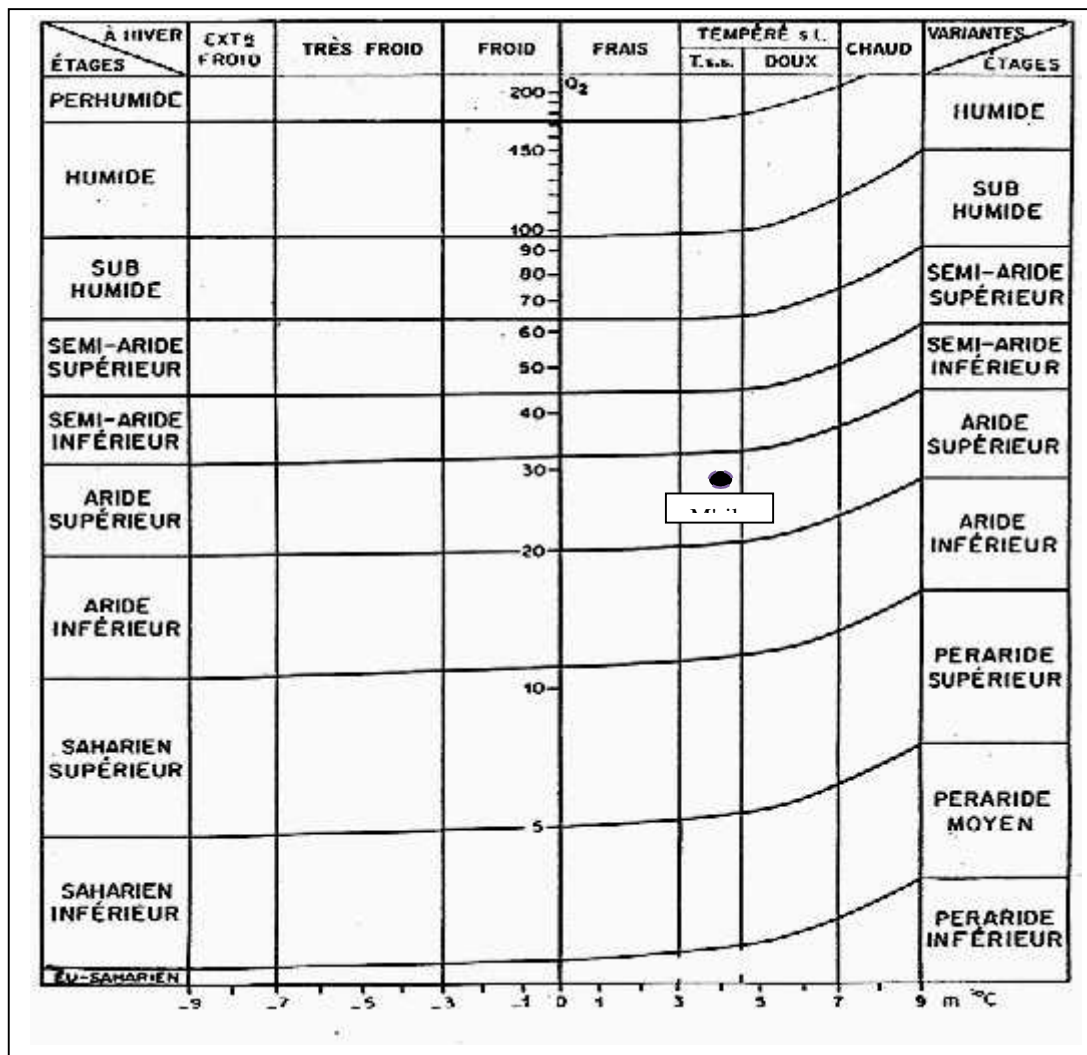 À HIVER
ÉTAGES
EXTR FROID
TRÈS FROID
FROID
FRAIS
TEMPÉRÉ s l.
T.s.s.
DOUX
CHAUD
VARIANTES
ÉTAGES
PERHUMIDE
HUMIDE
SUB
HUMIDE
SEMI-ARIDE
SUPÉRIEUR
SEMI-ARIDE
INFÉRIEUR
ARIDE
SUPÉRIEUR
ARIDE
INFÉRIEUR
SAHARIEN
SUPÉRIEUR
SAHARIEN
INFÉRIEUR
ÉU-SAHARIEN
Q2
200
150
100
90
80
70
60
50
40
30
20
10
5
HUMIDE
SUB
HUMIDE
SEMI-ARIDE
SUPÉRIEUR
SEMI-ARIDE
INFÉRIEUR
ARIDE
SUPÉRIEUR
ARIDE
INFÉRIEUR
PERARIDE
SUPÉRIEUR
PERARIDE
MOYEN
PERARIDE
INFÉRIEUR
-9 -7 -5 -3 -1 0 1 3 5 7 9 m °C